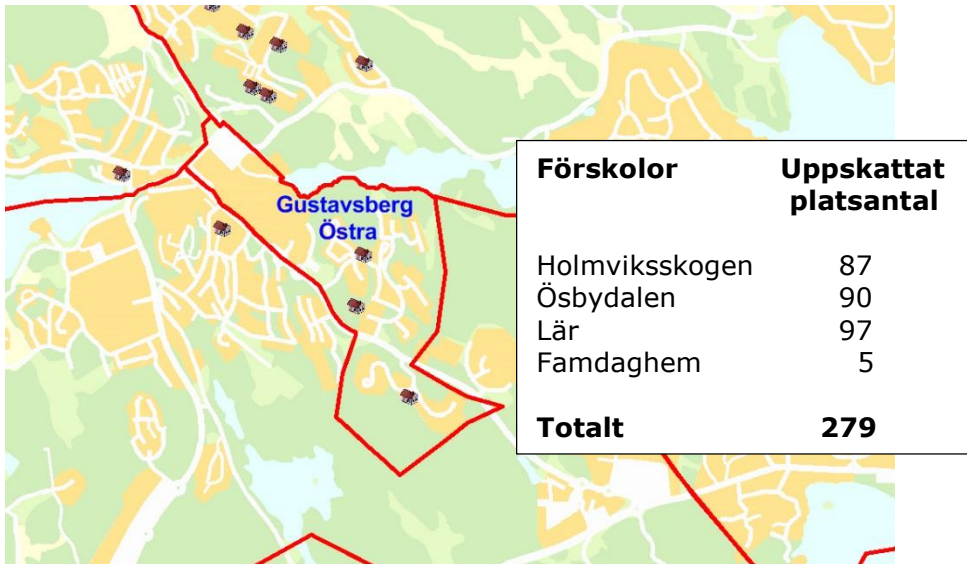 Gustavsberg
Östra
Förskolor Uppskattat
platsantal
Holmviksskogen 87
Ösbydalen 90
Lär 97
Famdaghem 5
Totalt 279